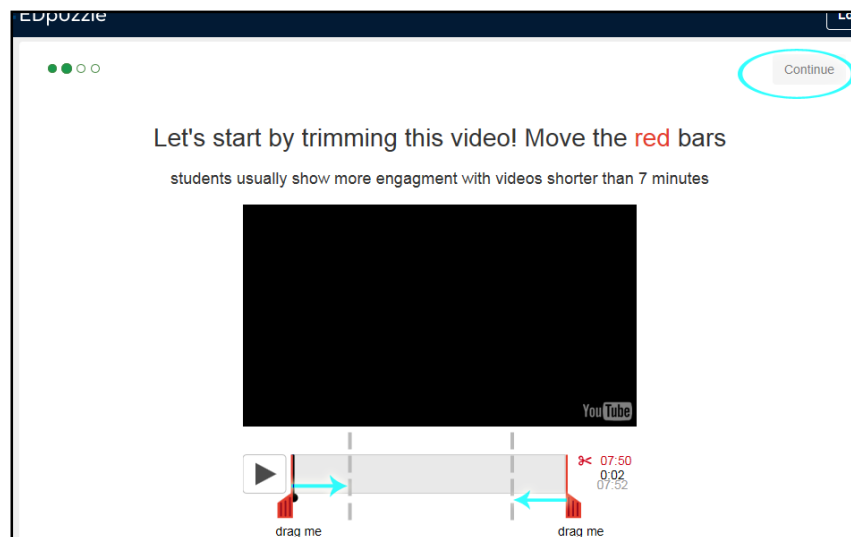 EDpuzzle
Continue
Let's start by trimming this video! Move the red bars
students usually show more engagment with videos shorter than 7 minutes
YouTube
07:50
0:02
07:52
drag me
drag me